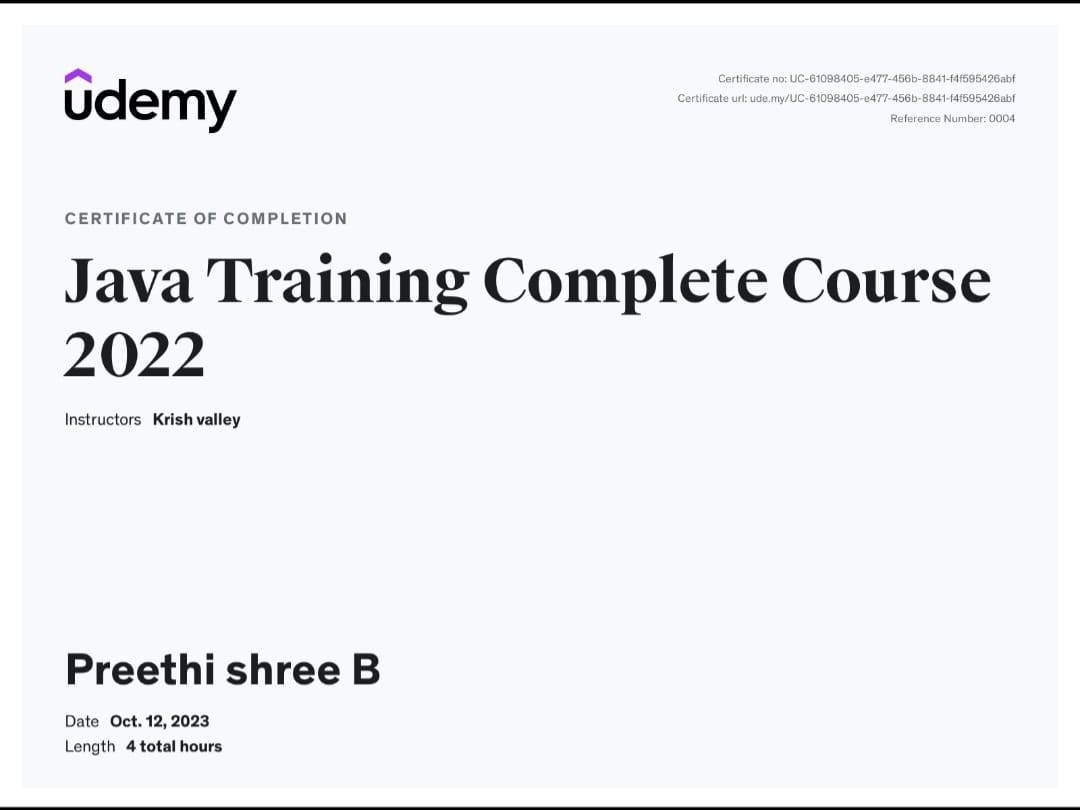 udemy
Certificate no: UC-61098405-e477-456b-8841-f4f595426abf
Certificate url: ude.my/UC-61098405-e477-456b-8841-f4f595426abf
Reference Number: 0004
CERTIFICATE OF COMPLETION
Java Training Complete Course
2022
Instructors Krish valley
Preethi shree B
Date Oct. 12, 2023
Length 4 total hours